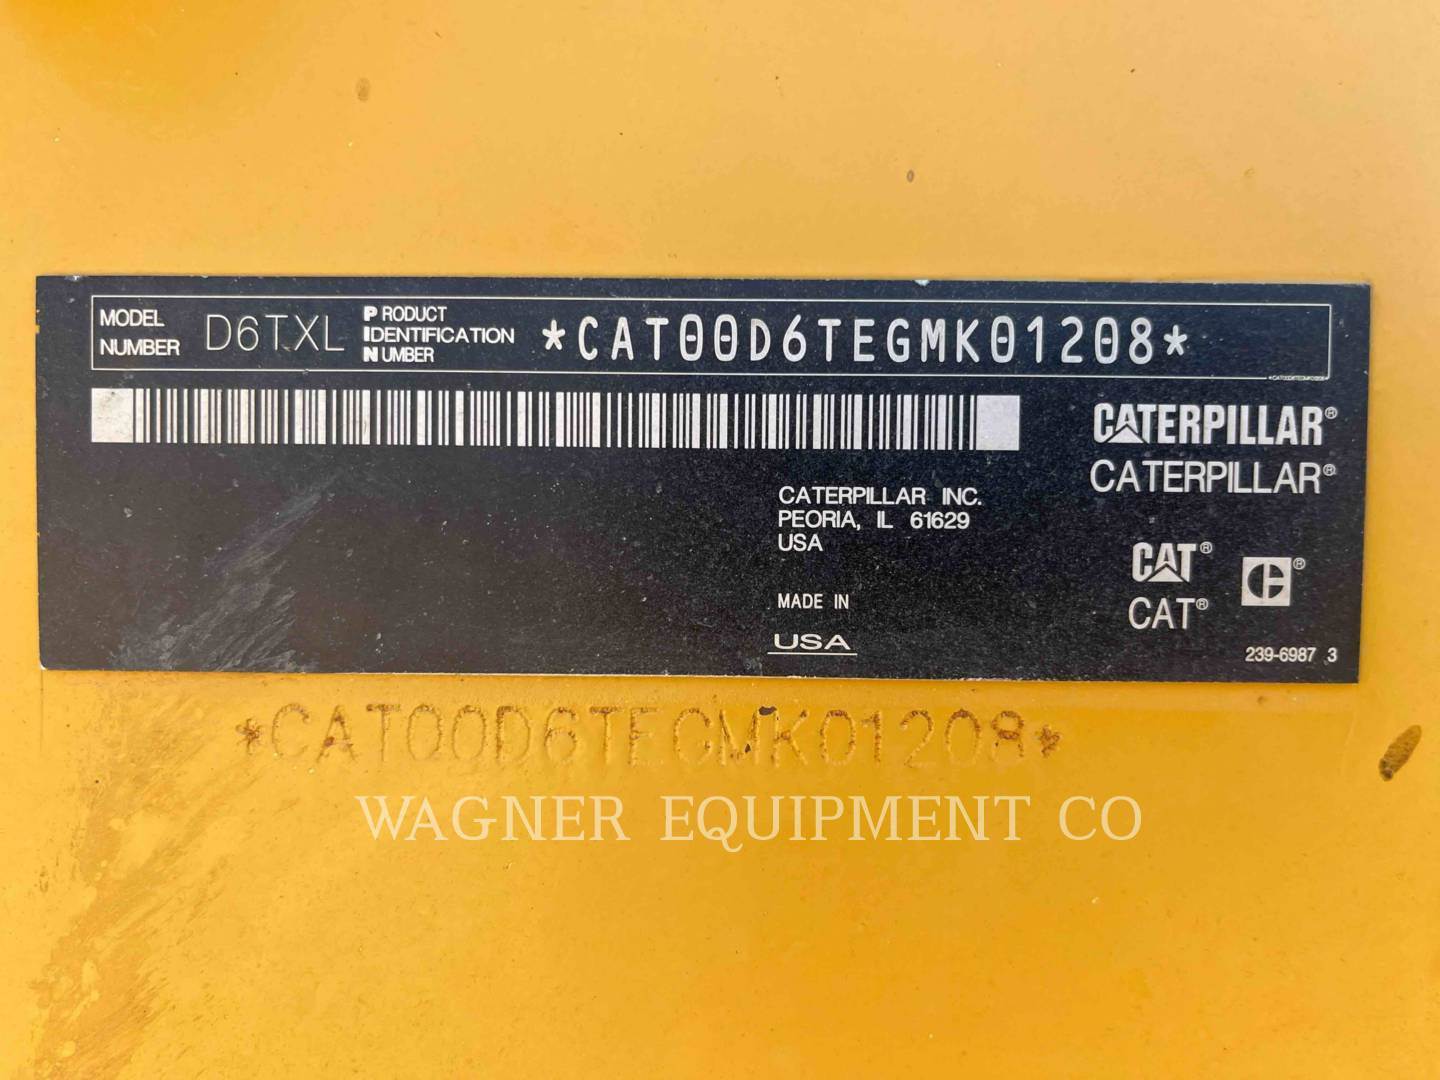 MODEL NUMBER D6TXL PRODUCT IDENTIFICATION NUMBER *CAT00D6TEGMK01208*
*CAT00D6TEGMK01208*
CATERPILLAR®
CATERPILLAR®
CATERPILLAR INC.
PEORIA, IL 61629
USA
CAT®
CAT®
C®
MADE IN
USA
239-6987 3
*CAT00D6TEGMK01208*
WAGNER EQUIPMENT CO